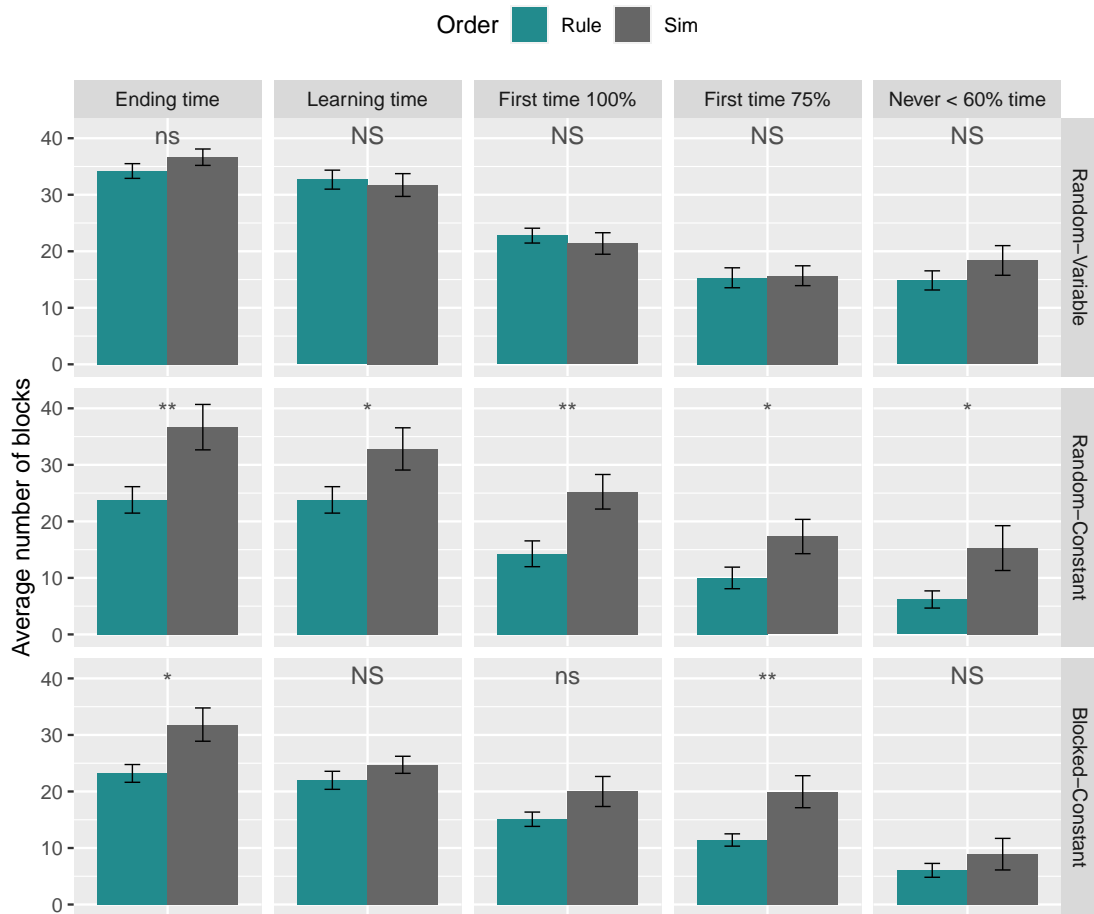 Order Rule Sim
Ending time Learning time First time 100% First time 75% Never < 60% time
ns NS NS NS NS
40
30
20
10
0
Random−Variable
** * ** * *
40
30
20
10
0
Random−Constant
Average number of blocks
* NS ns ** NS
40
30
20
10
0
Blocked−Constant